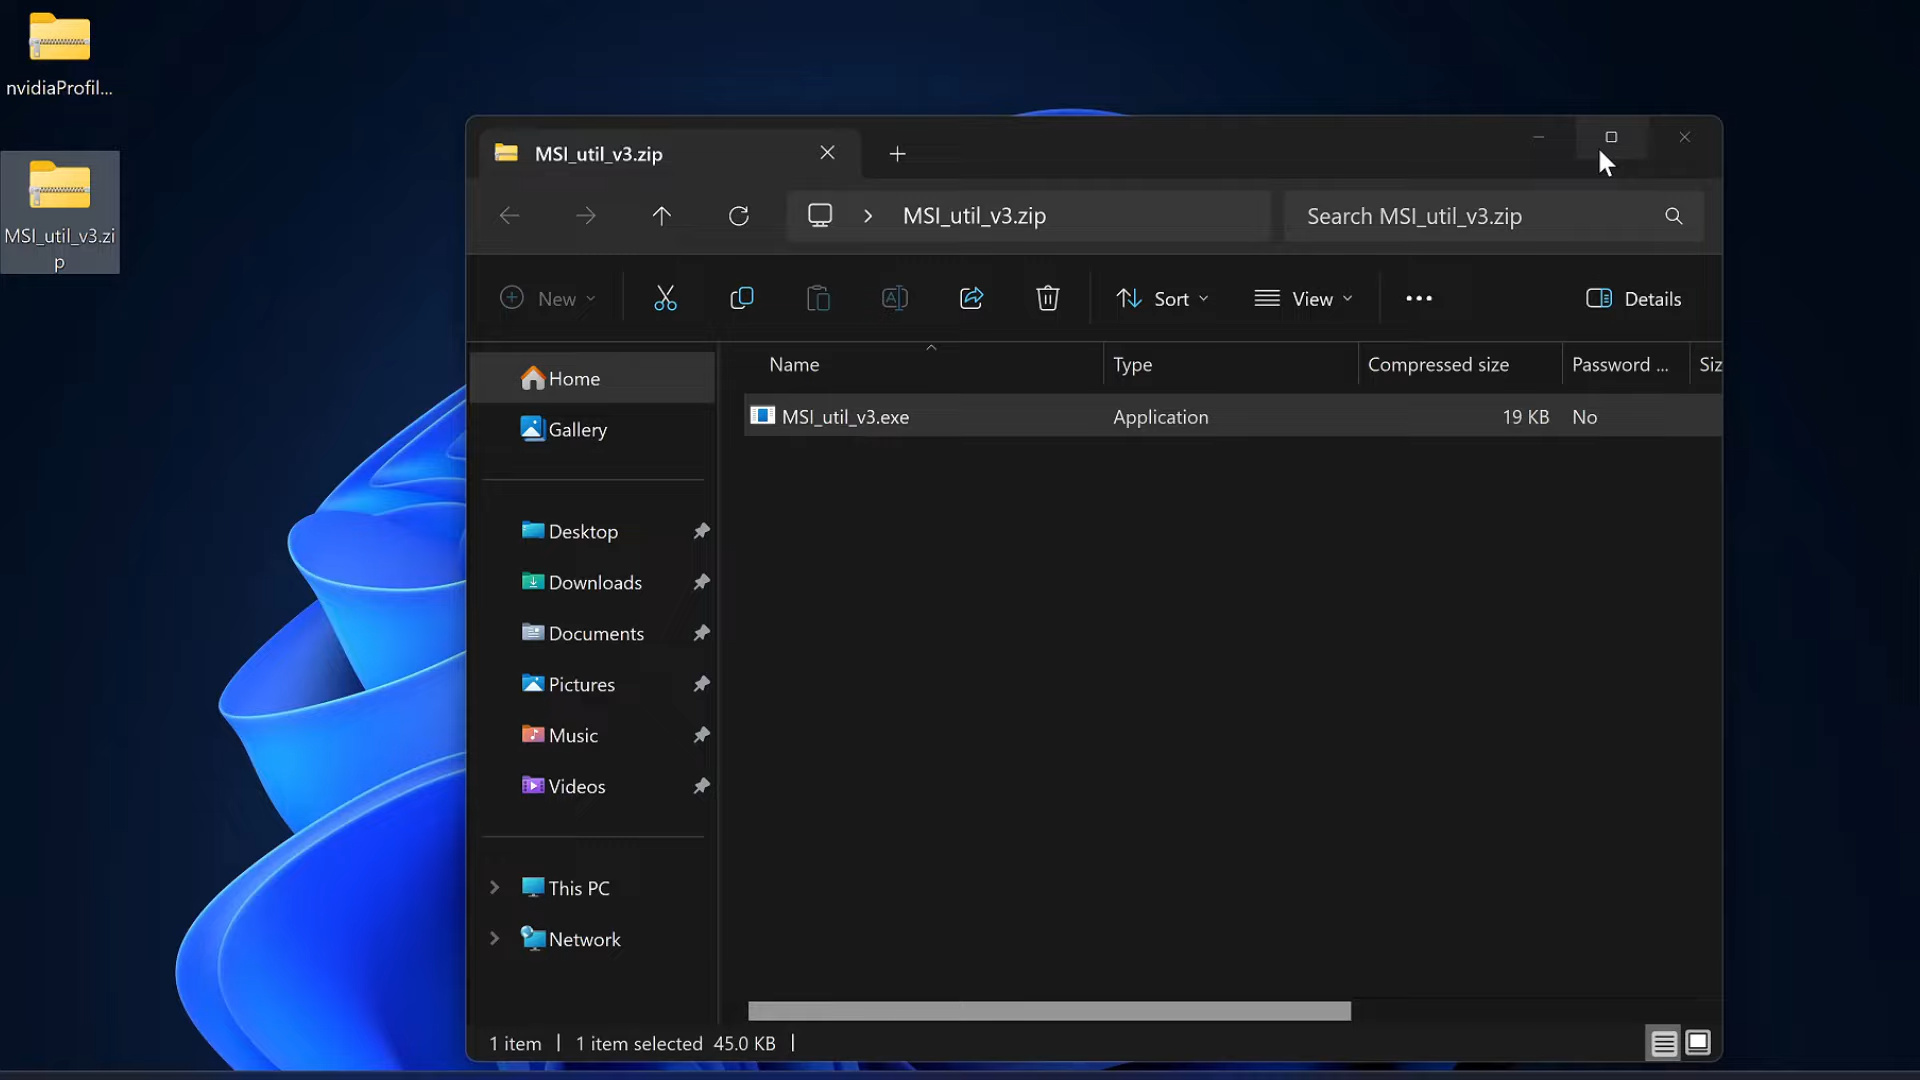 nvidiaProfil...
MSI_util_v3.zi
p
MSI_util_v3.zip
MSI_util_v3.zip
Search MSI_util_v3.zip
New
Sort
View
Details
Home
Gallery
Desktop
Downloads
Documents
Pictures
Music
Videos
This PC
Network
Name Type Compressed size Password ... Siz
MSI_util_v3.exe Application 19 KB No
1 item 1 item selected 45.0 KB